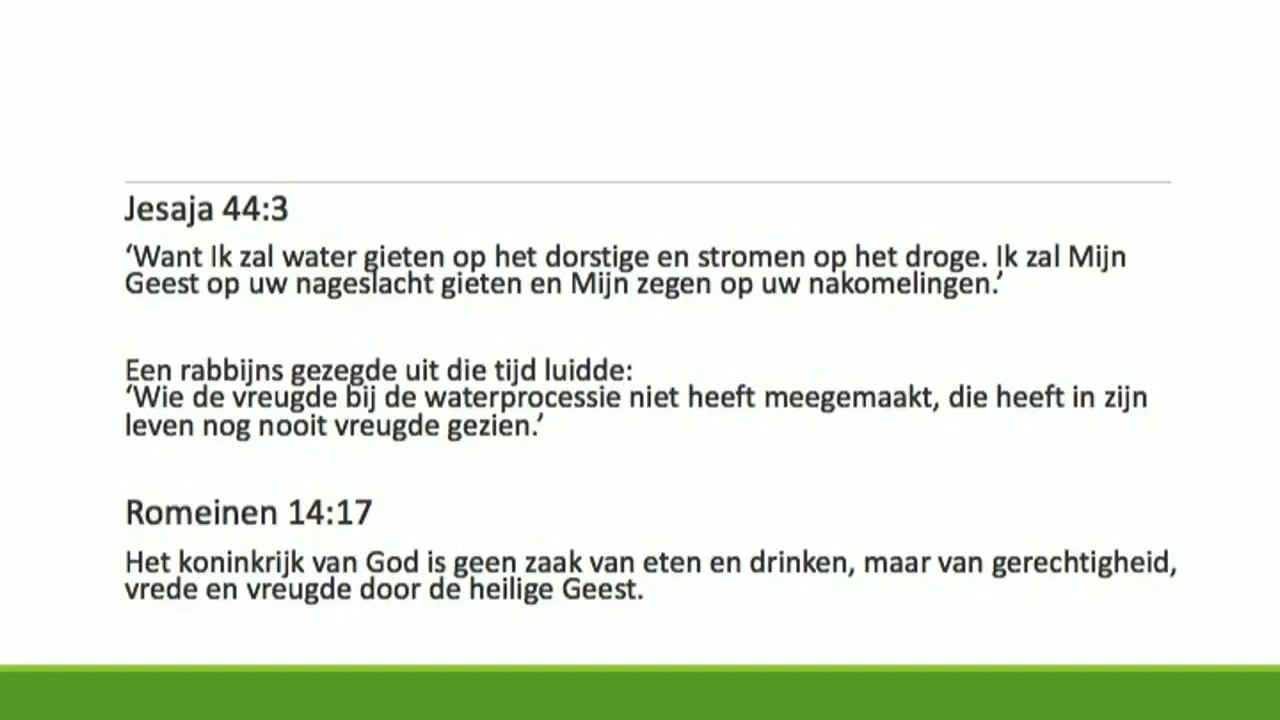 Jesaja 44:3
‘Want Ik zal water gieten op het dorstige en stromen op het droge. Ik zal Mijn
Geest op uw nageslacht gieten en Mijn zegen op uw nakomelingen.’
Een rabbijns gezegde uit die tijd luidde:
‘Wie de vreugde bij de waterprocessie niet heeft meegemaakt, die heeft in zijn
leven nog nooit vreugde gezien.’
Romeinen 14:17
Het koninkrijk van God is geen zaak van eten en drinken, maar van gerechtigheid,
vrede en vreugde door de heilige Geest.